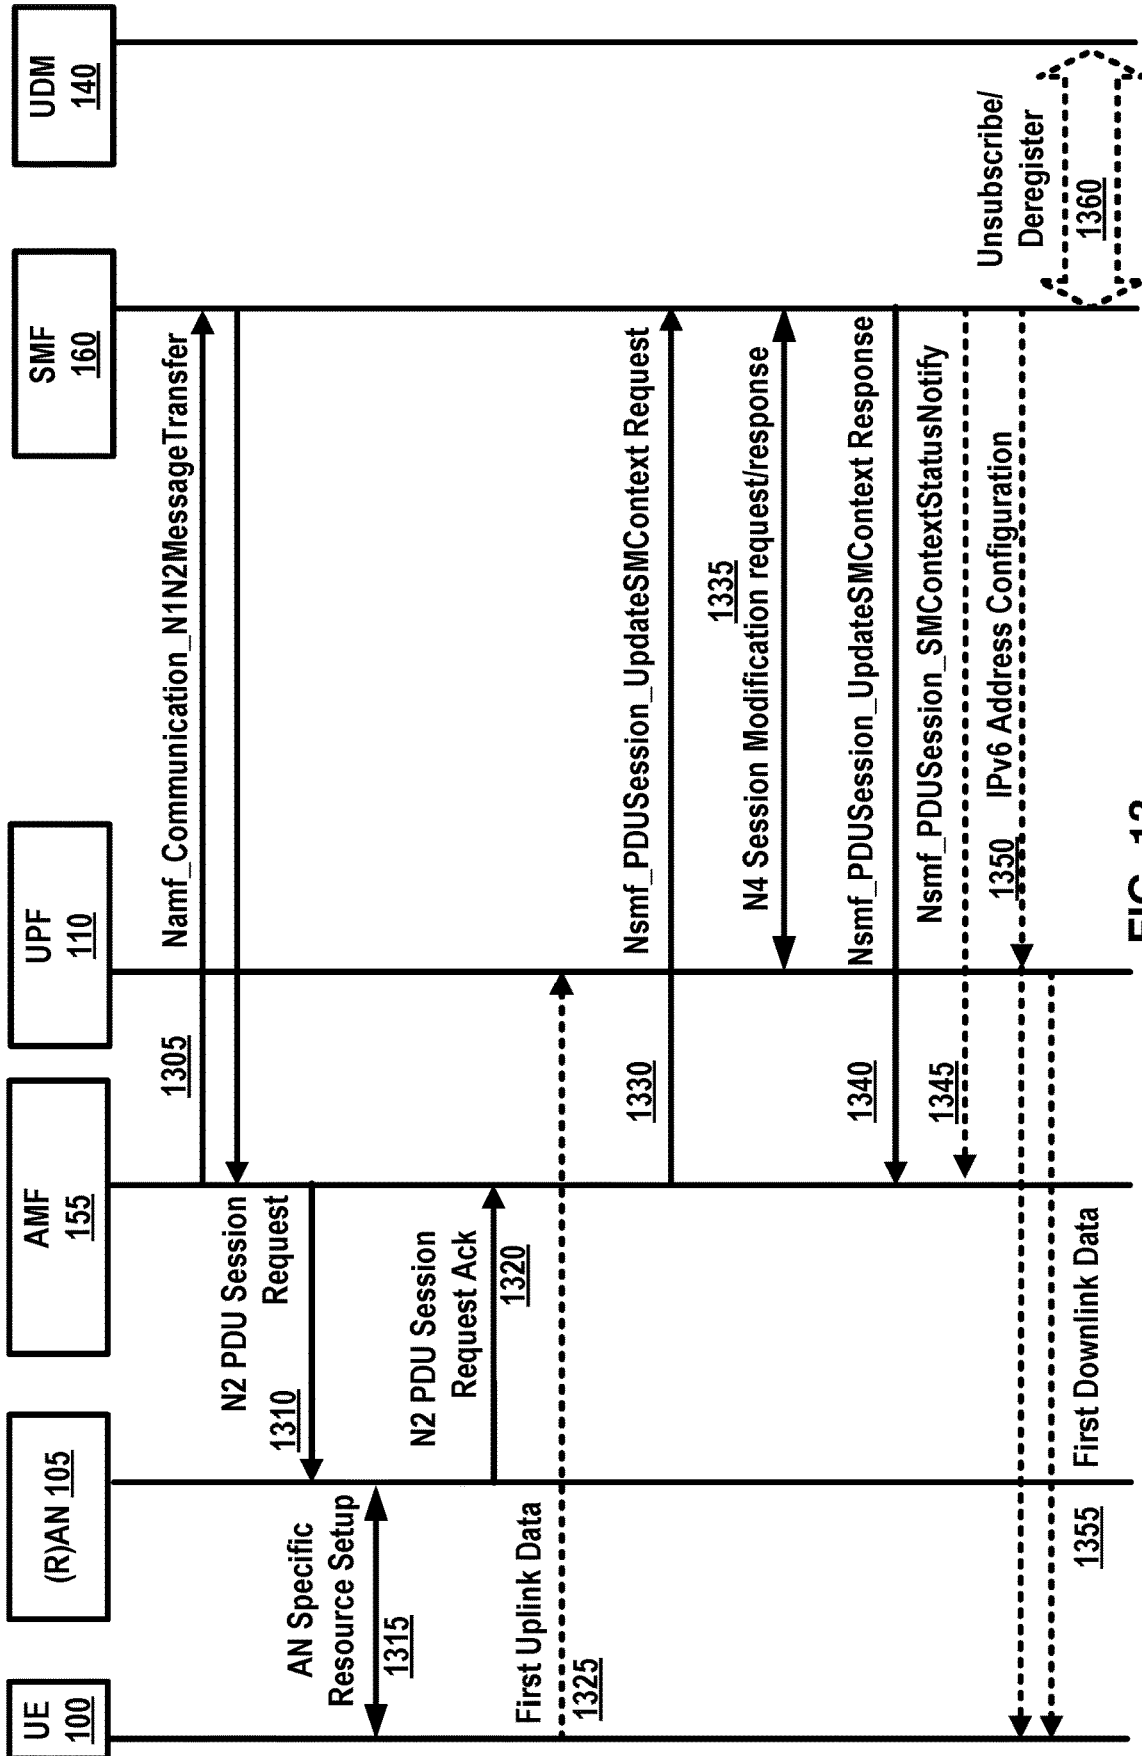 UE
100
(R)AN 105
AMF
155
UPF
110
SMF
160
UDM
140
1305
Namf_Communication_N1N2MessageTransfer
N2 PDU Session
Request
1310
AN Specific
Resource Setup
1315
N2 PDU Session
Request Ack
1320
First Uplink Data
1325
1330
Nsmf_PDUSession_UpdateSMContext Request
1335
N4 Session Modification request/response
1340
Nsmf_PDUSession_UpdateSMContext Response
1345
Nsmf_PDUSession_SMContextStatusNotify
1350
IPv6 Address Configuration
1355
First Downlink Data
Unsubscribe/
Deregister
1360
FIG. 13